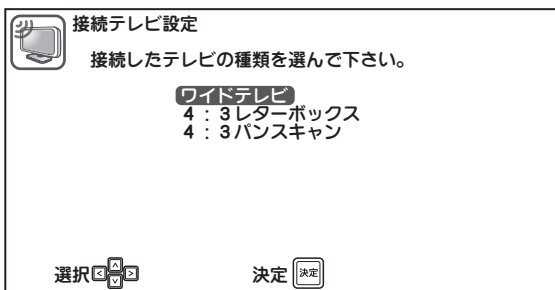 接続テレビ設定
接続したテレビの種類を選んで下さい。
ワイドテレビ
4：3レターボックス
4：3パンスキャン
選択 決定 決定